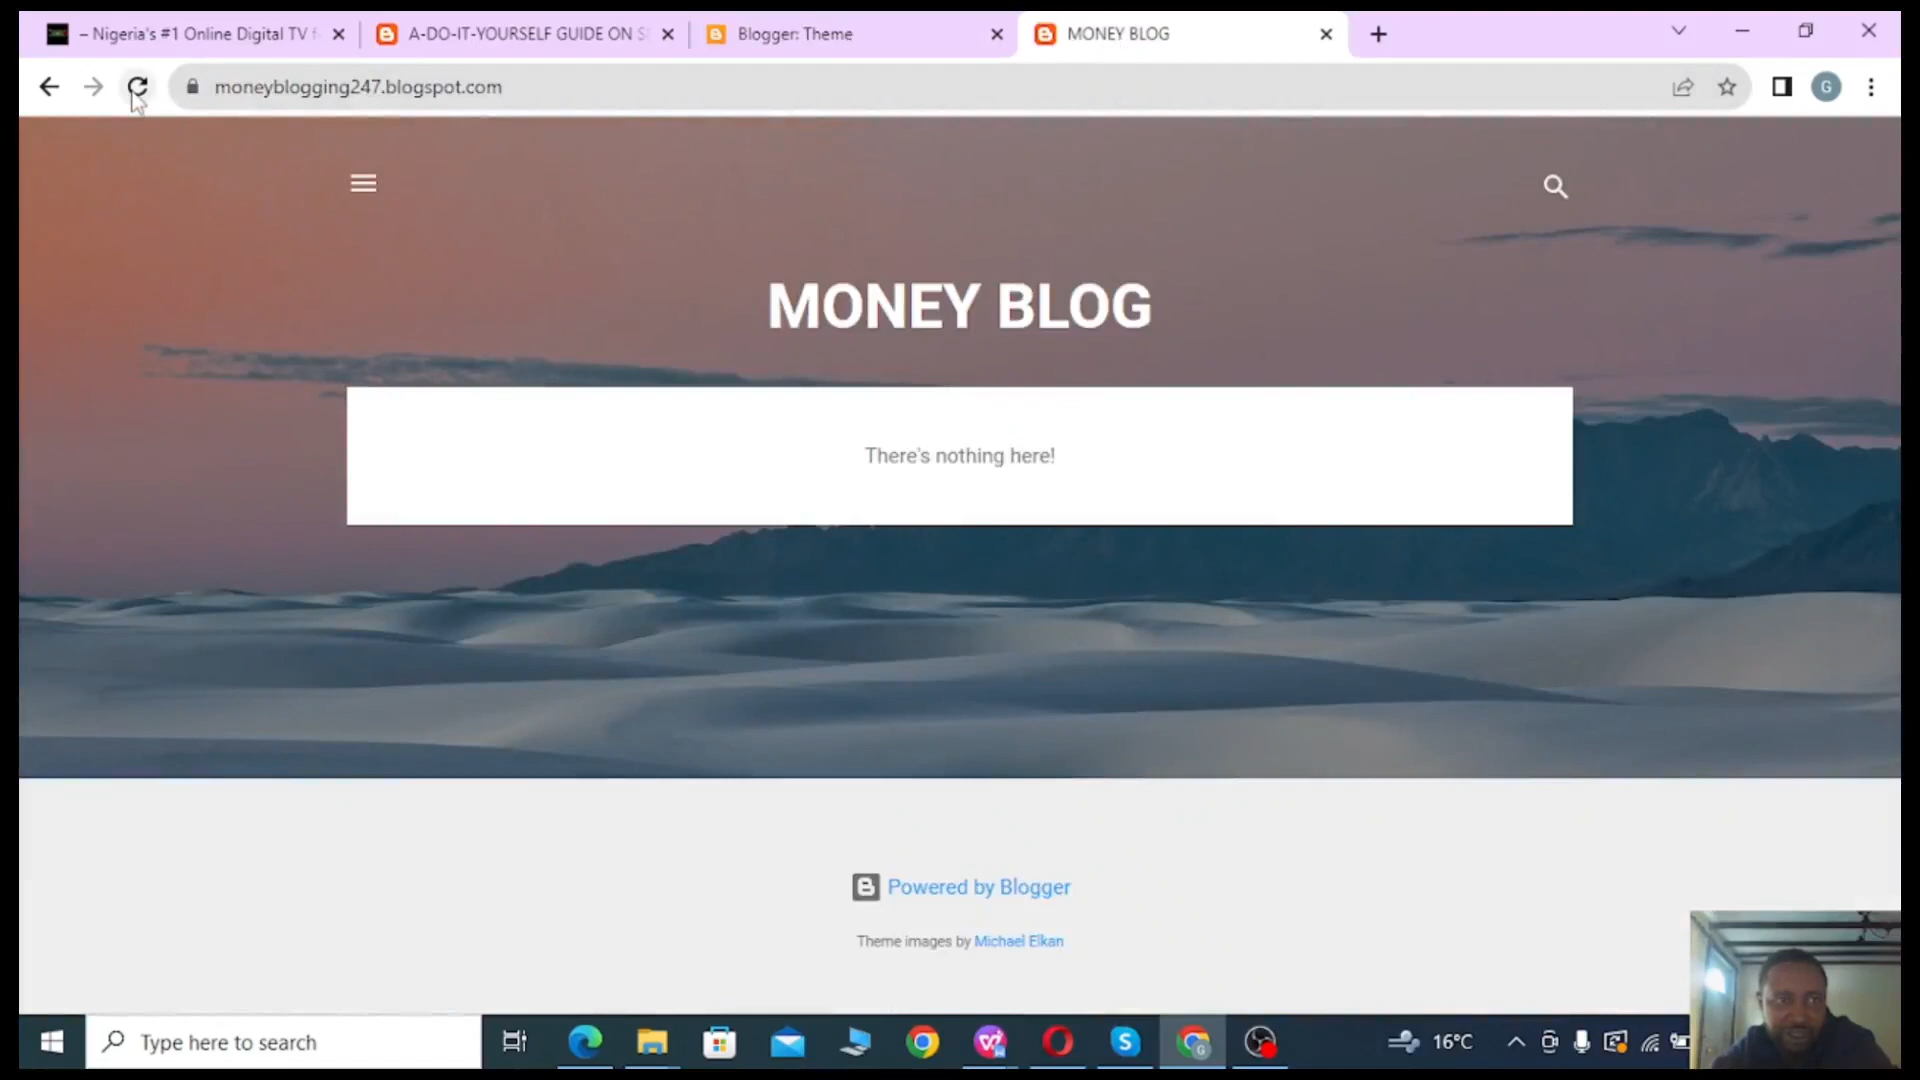 – Nigeria's #1 Online Digital TV
A-DO-IT-YOURSELF GUIDE ON
Blogger: Theme
MONEY BLOG
moneyblogging247.blogspot.com
G
MONEY BLOG
There's nothing here!
Powered by Blogger
Theme images by Michael Elkan
Type here to search
16°C